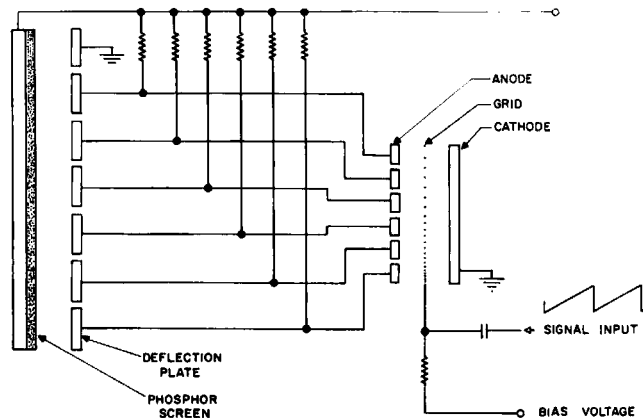 ANODE
GRID
CATHODE
SIGNAL INPUT
DEFLECTION
PLATE
PHOSPHOR
SCREEN
BIAS VOLTAGE